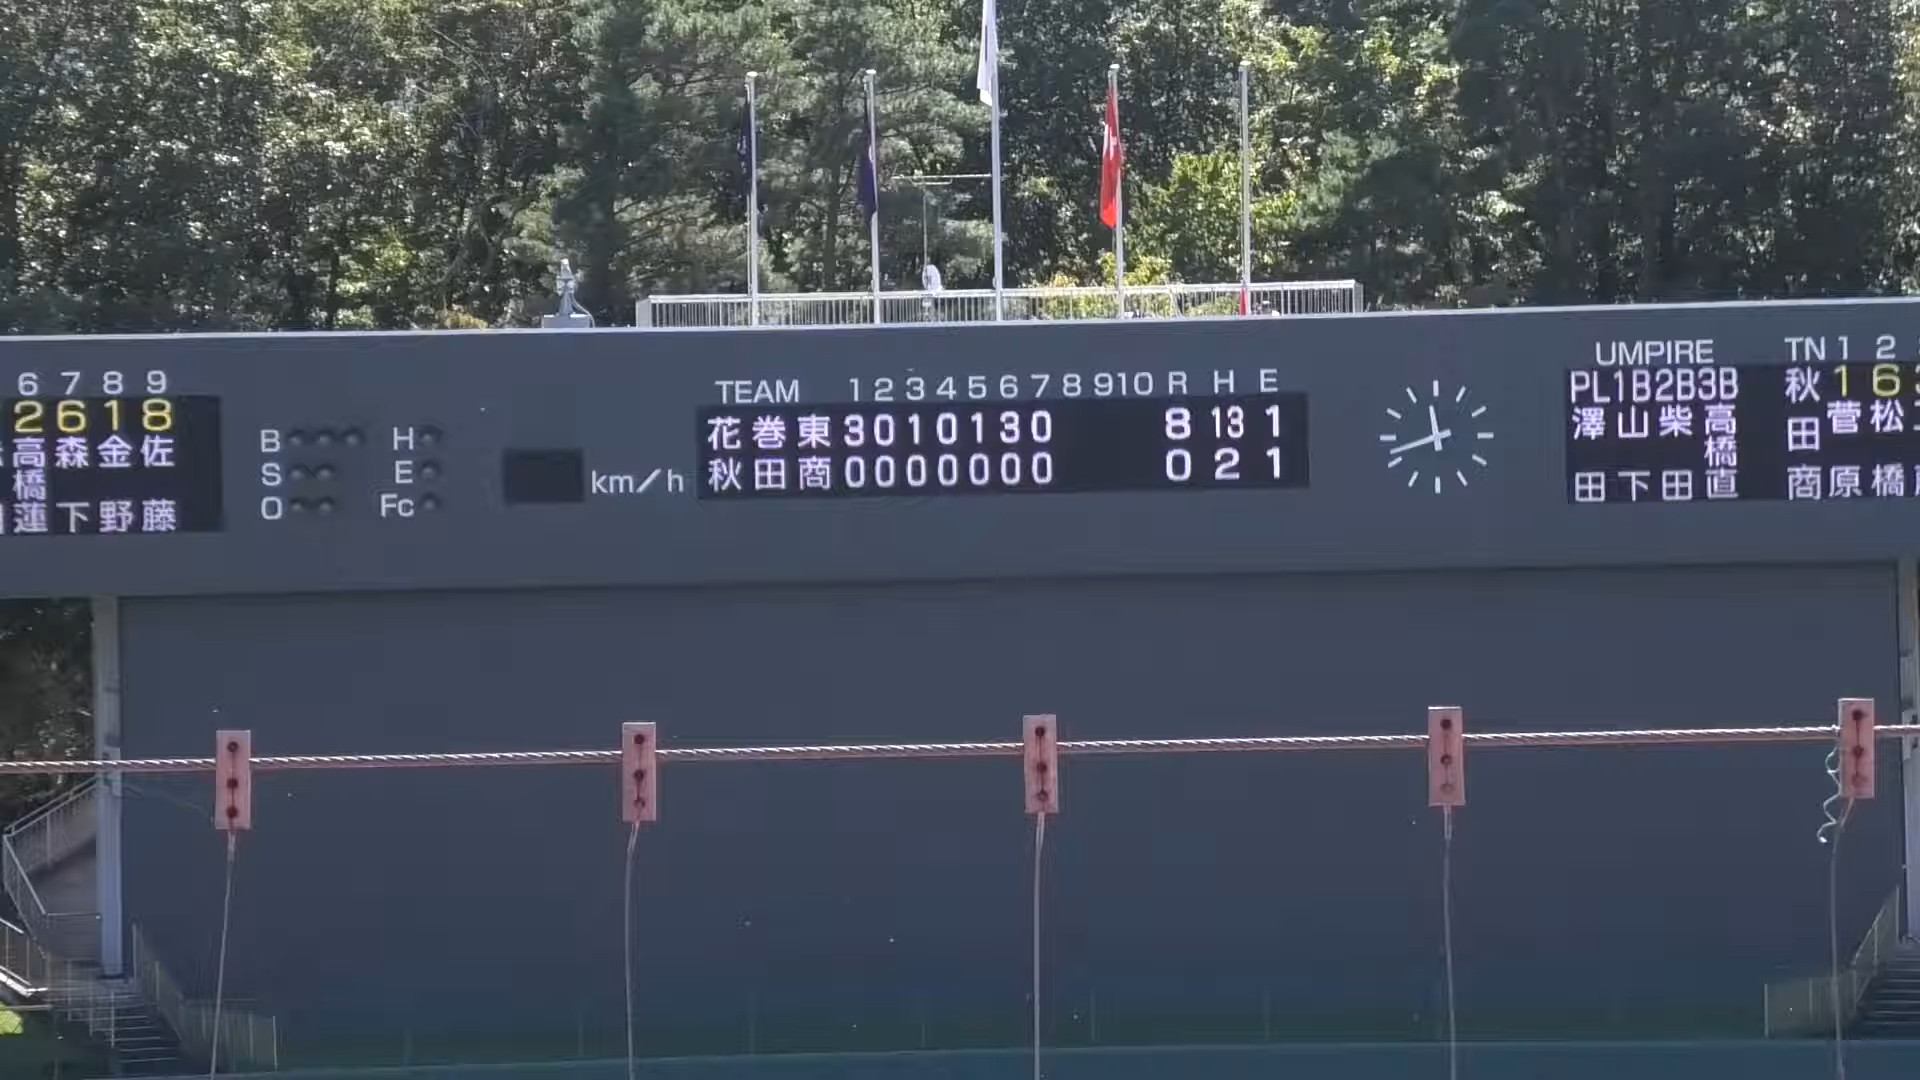 6 7 8 9
2 6 1 8
高橋蓮 森下 金野 佐藤
B
S
O
H
E
Fc
km/h
TEAM 1 2 3 4 5 6 7 8 9 10 R H E
花巻東 3 0 1 0 1 3 0 8 13 1
秋田商 0 0 0 0 0 0 0 0 2 1
UMPIRE
PL 1B 2B 3B
澤田 山下 柴田 高橋直
TN 1 2
秋田商 1 6
菅原 松橋